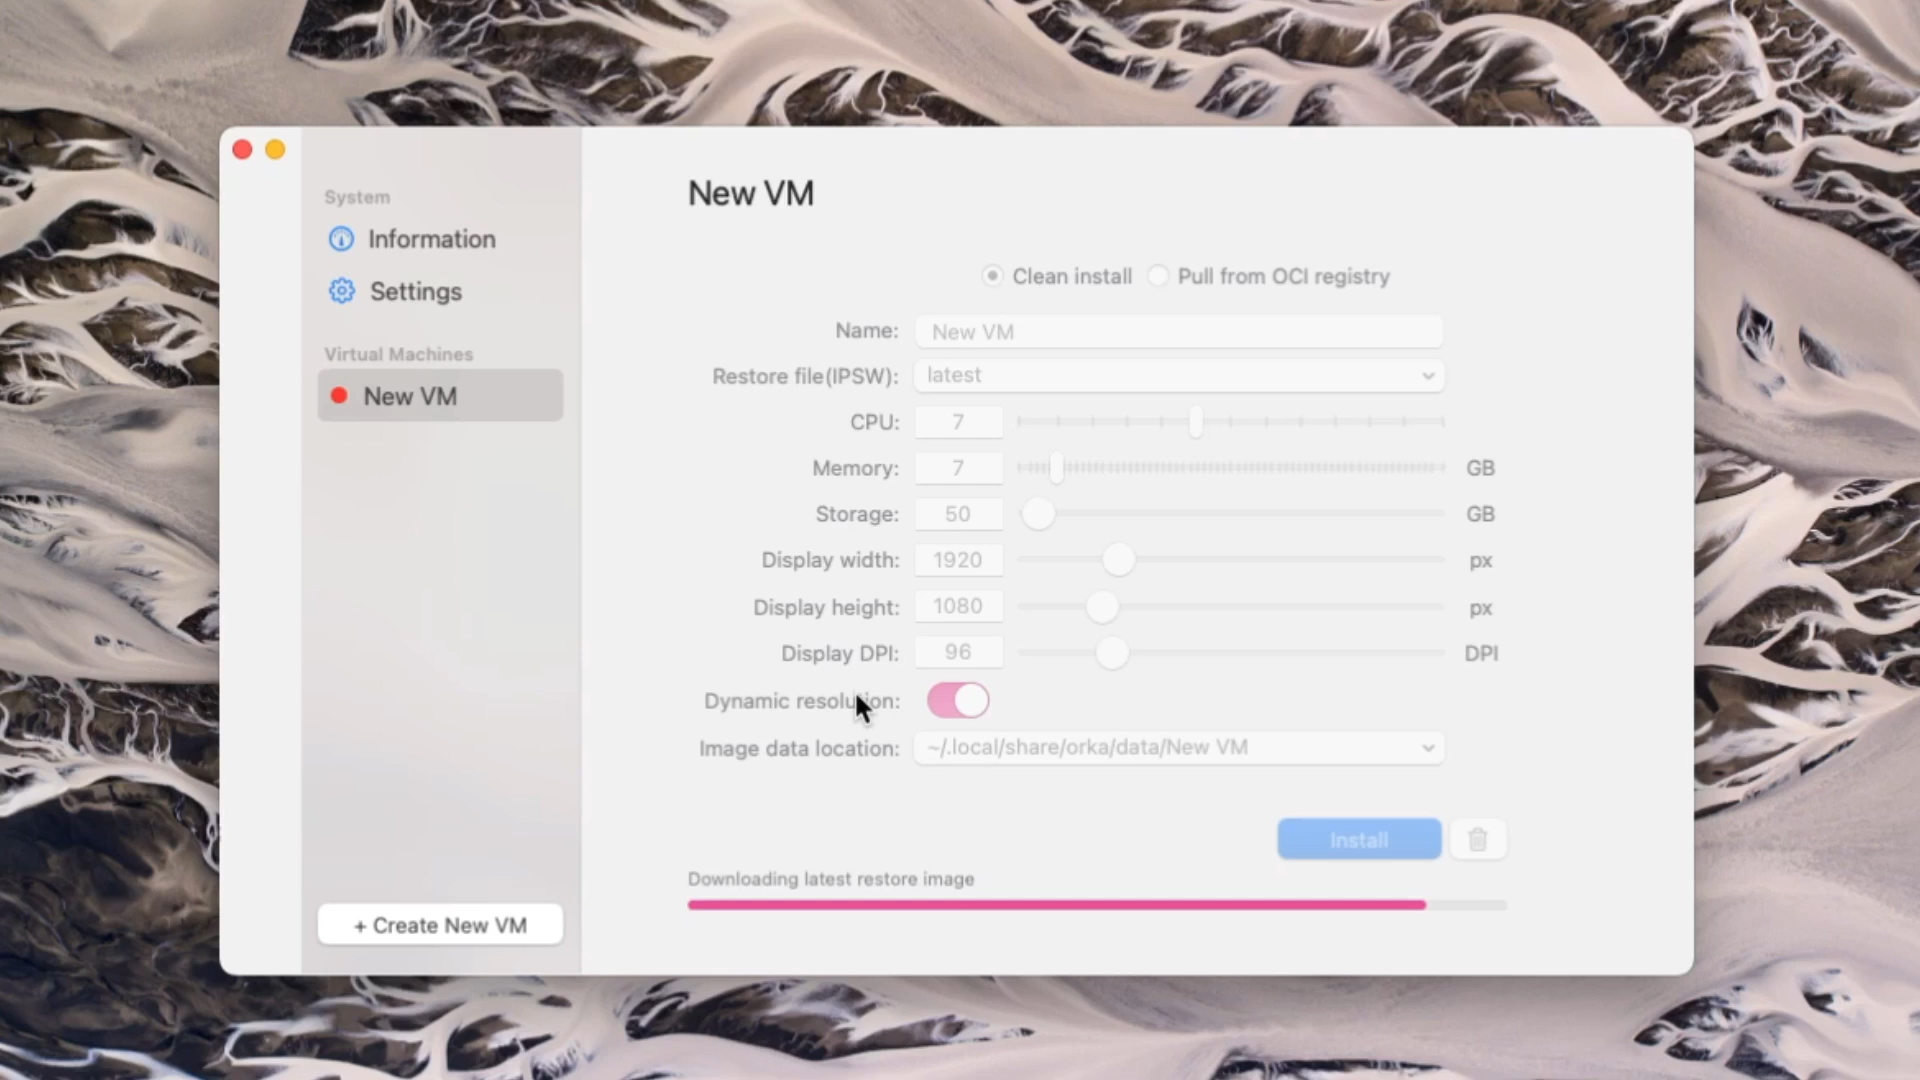 System
Information
Settings
Virtual Machines
New VM
+ Create New VM
New VM
Clean install Pull from OCI registry
Name: New VM
Restore file(IPSW): latest
CPU: 7
Memory: 7 GB
Storage: 50 GB
Display width: 1920 px
Display height: 1080 px
Display DPI: 96 DPI
Dynamic resolution:
Image data location: ~/.local/share/orka/data/New VM
Install
Downloading latest restore image